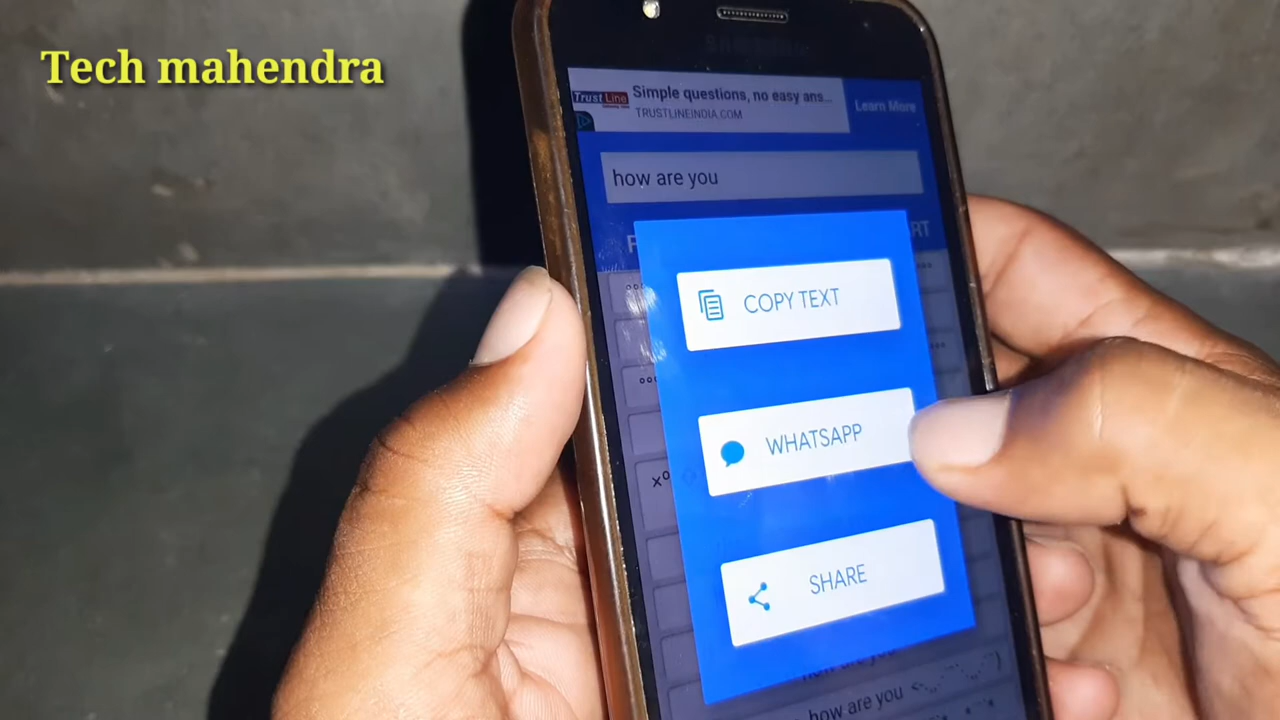 Tech mahendra
SAMSUNG
Trust Line
Simple questions, no easy ans...
TRUSTLINEINDIA.COM
Learn More
how are you
COPY TEXT
WHATSAPP
SHARE
how are you
how are you